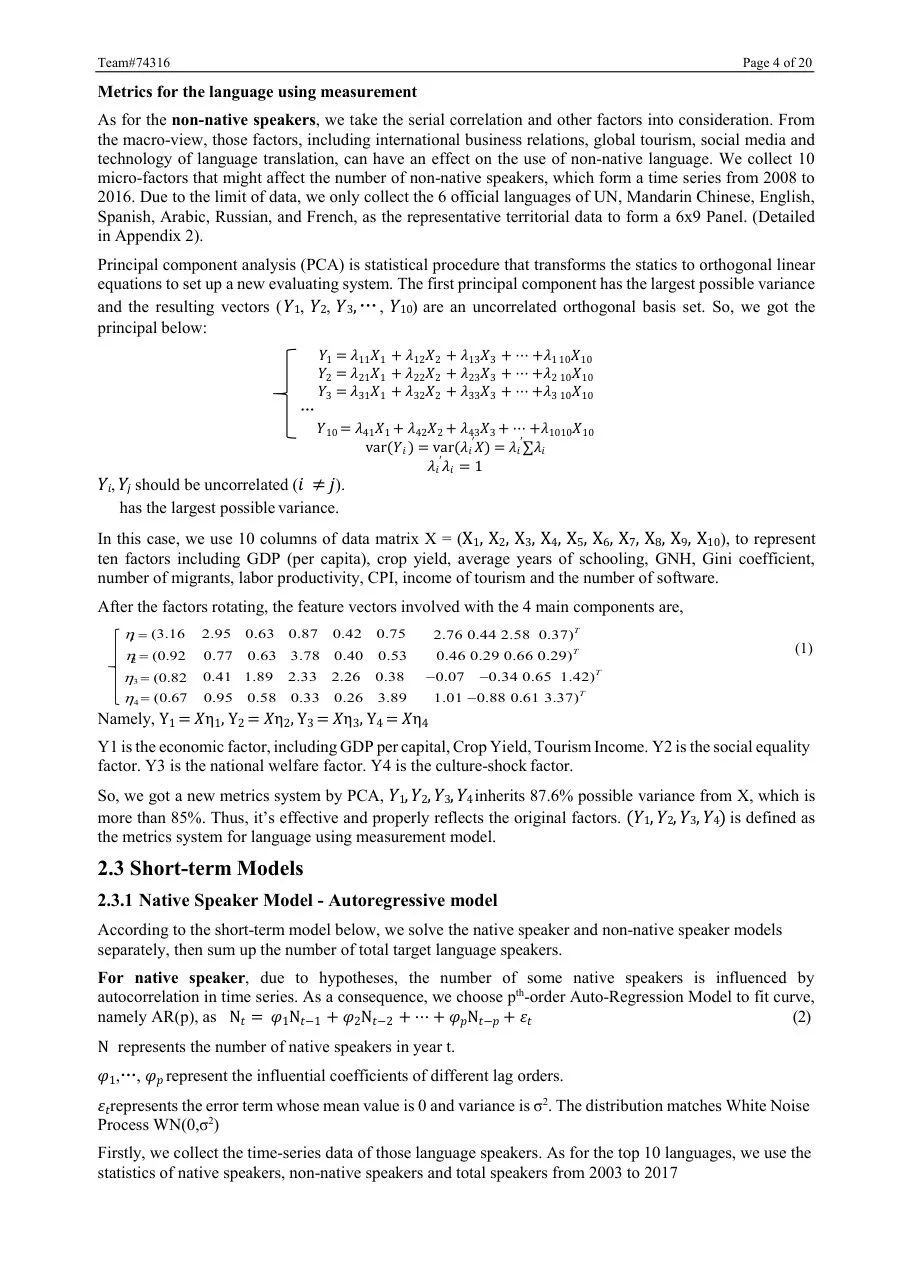 Team#74316 Page 4 of 20
Metrics for the language using measurement
As for the non-native speakers, we take the serial correlation and other factors into consideration. From
the macro-view, those factors, including international business relations, global tourism, social media and
technology of language translation, can have an effect on the use of non-native language. We collect 10
micro-factors that might affect the number of non-native speakers, which form a time series from 2008 to
2016. Due to the limit of data, we only collect the 6 official languages of UN, Mandarin Chinese, English,
Spanish, Arabic, Russian, and French, as the representative territorial data to form a 6x9 Panel. (Detailed
in Appendix 2).
Principal component analysis (PCA) is statistical procedure that transforms the statics to orthogonal linear
equations to set up a new evaluating system. The first principal component has the largest possible variance
and the resulting vectors (Y1, Y2, Y3,⋯ , Y10) are an uncorrelated orthogonal basis set. So, we got the
principal below:
Y₁ = λ₁₁X₁ + λ₁₂X₂ + λ₁₃X₃ + ⋯ +λ₁ ₁₀X₁₀
Y₂ = λ₂₁X₁ + λ₂₂X₂ + λ₂₃X₃ + ⋯ +λ₂ ₁₀X₁₀
Y₃ = λ₃₁X₁ + λ₃₂X₂ + λ₃₃X₃ + ⋯ +λ₃ ₁₀X₁₀
⋯
Y₁₀ = λ₄₁X₁ + λ₄₂X₂ + λ₄₃X₃ + ⋯ +λ₁₀₁₀X₁₀
var(Yᵢ) = var(λᵢ′X) = λᵢ′∑λᵢ
λᵢ′λᵢ = 1
Yᵢ, Yⱼ should be uncorrelated (i ≠ j).
has the largest possible variance.
In this case, we use 10 columns of data matrix X = (X₁, X₂, X₃, X₄, X₅, X₆, X₇, X₈, X₉, X₁₀), to represent
ten factors including GDP (per capita), crop yield, average years of schooling, GNH, Gini coefficient,
number of migrants, labor productivity, CPI, income of tourism and the number of software.
After the factors rotating, the feature vectors involved with the 4 main components are,
η = (3.16 2.95 0.63 0.87 0.42 0.75 2.76 0.44 2.58 0.37)ᵀ
η₂ = (0.92 0.77 0.63 3.78 0.40 0.53 0.46 0.29 0.66 0.29)ᵀ (1)
η₃ = (0.82 0.41 1.89 2.33 2.26 0.38 −0.07 −0.34 0.65 1.42)ᵀ
η₄ = (0.67 0.95 0.58 0.33 0.26 3.89 1.01 −0.88 0.61 3.37)ᵀ
Namely, Y₁ = Xη₁, Y₂ = Xη₂, Y₃ = Xη₃, Y₄ = Xη₄
Y1 is the economic factor, including GDP per capital, Crop Yield, Tourism Income. Y2 is the social equality
factor. Y3 is the national welfare factor. Y4 is the culture-shock factor.
So, we got a new metrics system by PCA, Y₁, Y₂, Y₃, Y₄ inherits 87.6% possible variance from X, which is
more than 85%. Thus, it’s effective and properly reflects the original factors. (Y₁, Y₂, Y₃, Y₄) is defined as
the metrics system for language using measurement model.
2.3 Short-term Models
2.3.1 Native Speaker Model - Autoregressive model
According to the short-term model below, we solve the native speaker and non-native speaker models
separately, then sum up the number of total target language speakers.
For native speaker, due to hypotheses, the number of some native speakers is influenced by
autocorrelation in time series. As a consequence, we choose pᵗʰ-order Auto-Regression Model to fit curve,
namely AR(p), as Nₜ = φ₁Nₜ₋₁ + φ₂Nₜ₋₂ + ⋯ + φₚNₜ₋ₚ + εₜ (2)
N represents the number of native speakers in year t.
φ₁,⋯, φₚ represent the influential coefficients of different lag orders.
εₜrepresents the error term whose mean value is 0 and variance is σ². The distribution matches White Noise
Process WN(0,σ²)
Firstly, we collect the time-series data of those language speakers. As for the top 10 languages, we use the
statistics of native speakers, non-native speakers and total speakers from 2003 to 2017